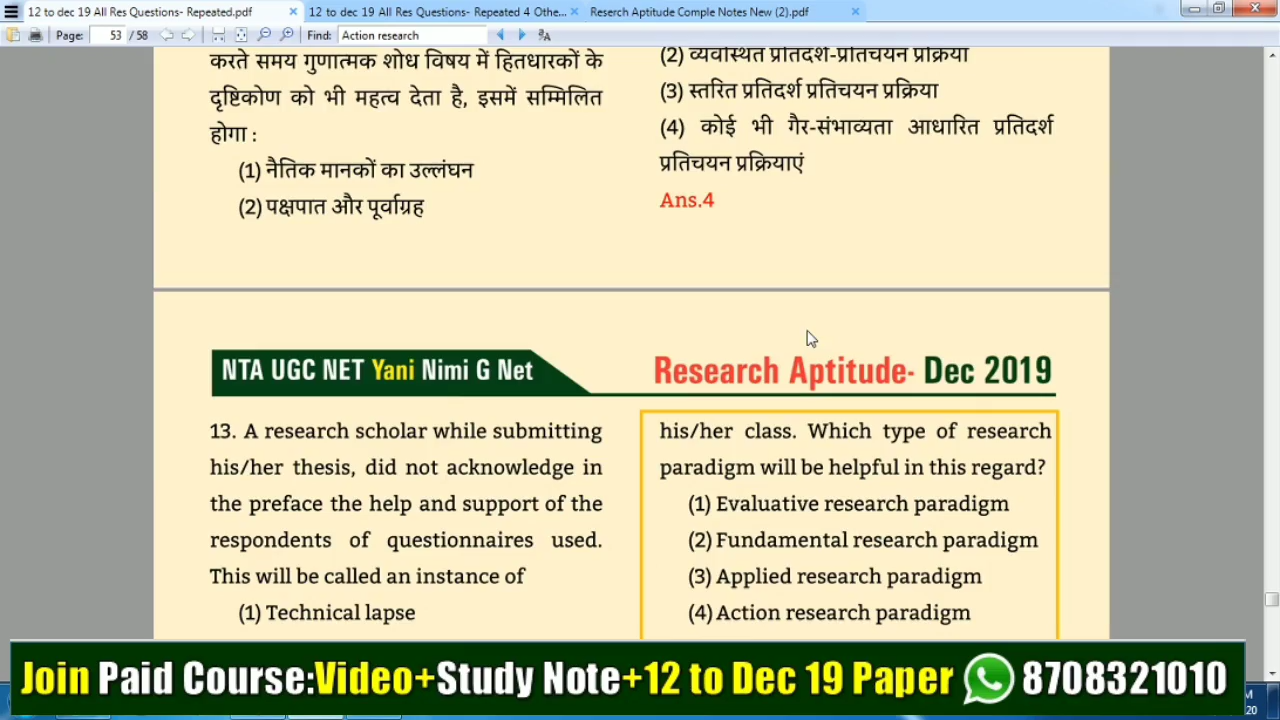 12 to dec 19 All Res Questions- Repeated.pdf
12 to dec 19 All Res Questions- Repeated 4 Othe...
Reserch Aptitude Comple Notes New (2).pdf
Page: 53 / 58
Find: Action research
करते समय गुणात्मक शोध विषय में हितधारकों के
दृष्टिकोण को भी महत्व देता है, इसमें सम्मिलित
होगा :
(1) नैतिक मानकों का उल्लंघन
(2) पक्षपात और पूर्वाग्रह
(2) व्यवस्थित प्रतिदर्श-प्रतिचयन प्रक्रिया
(3) स्तरित प्रतिदर्श प्रतिचयन प्रक्रिया
(4) कोई भी गैर-संभाव्यता आधारित प्रतिदर्श
प्रतिचयन प्रक्रियाएं
Ans.4
NTA UGC NET Yani Nimi G Net
Research Aptitude- Dec 2019
13. A research scholar while submitting
his/her thesis, did not acknowledge in
the preface the help and support of the
respondents of questionnaires used.
This will be called an instance of
(1) Technical lapse
his/her class. Which type of research
paradigm will be helpful in this regard?
(1) Evaluative research paradigm
(2) Fundamental research paradigm
(3) Applied research paradigm
(4) Action research paradigm
Join Paid Course:Video+Study Note+12 to Dec 19 Paper 8708321010